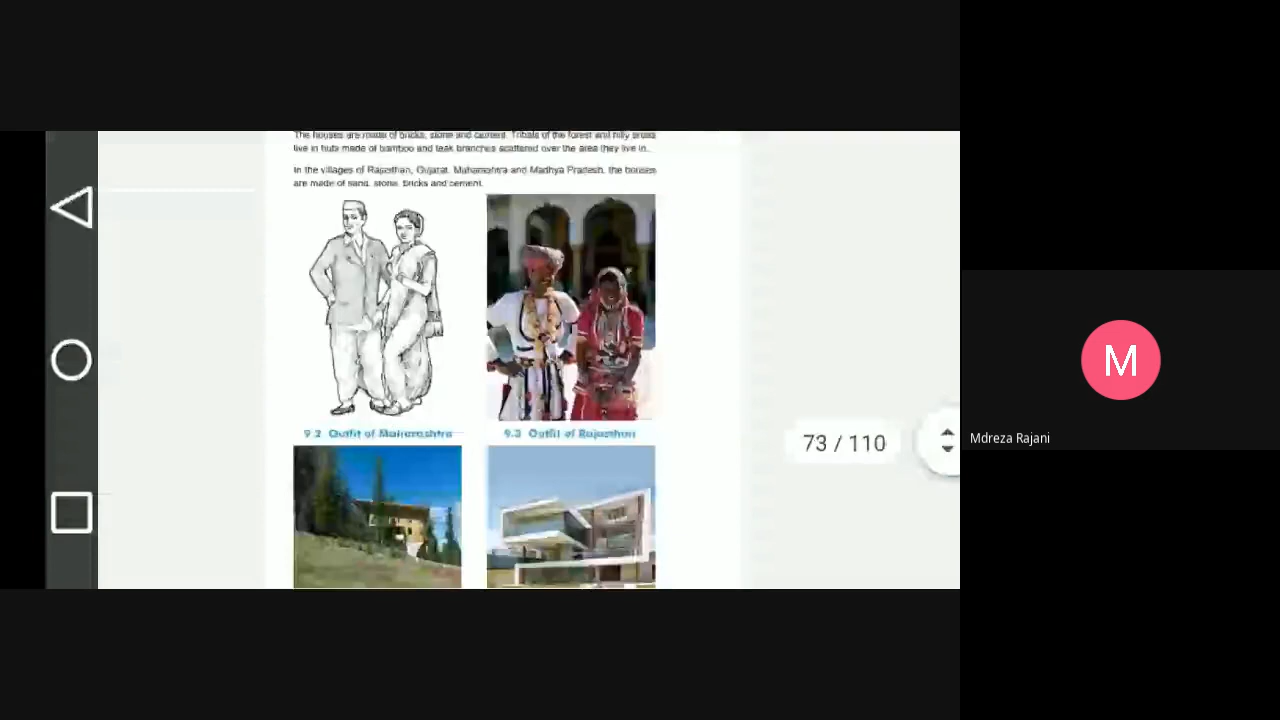 The houses are made of bricks, stone and cement. Tribals of the forest and hilly areas
live in huts made of bamboo and teak branches scattered over the area they live in.
In the villages of Rajasthan, Gujarat, Maharashtra and Madhya Pradesh, the houses
are made of sand, stone, bricks and cement.
9.2 Outfit of Maharashtra
9.3 Outfit of Rajasthan
73 / 110
M
Mdreza Rajani